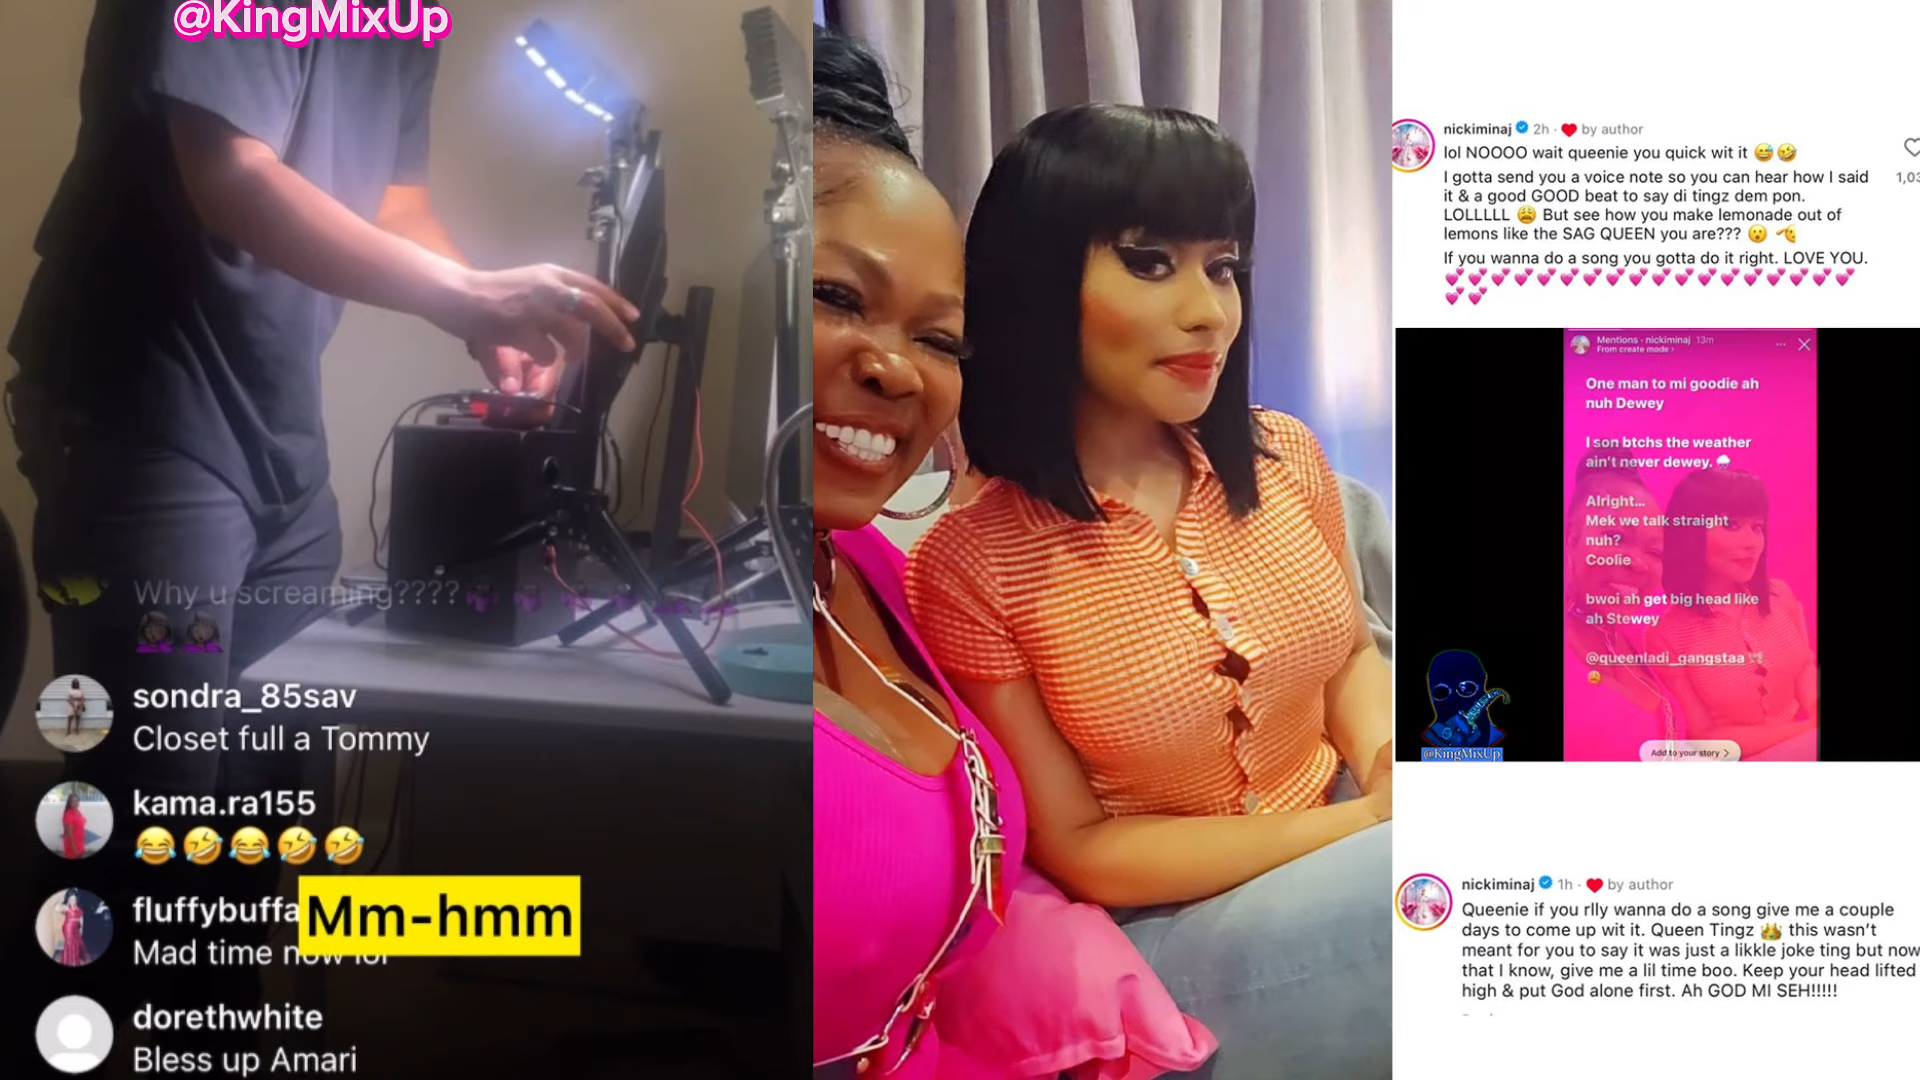 @KingMixUp
Why u screaming????
sondra_85sav
Closet full a Tommy
kama.ra155
😂🤣😂🤣🤣
fluffybuffa
Mm-hmm
Mad time now lol
dorethwhite
Bless up Amari
nickiminaj 2h · ❤️ by author
lol NOOOO wait queenie you quick wit it 😅🤣
I gotta send you a voice note so you can hear how I said
it & a good GOOD beat to say di tingz dem pon.
LOLLLLL 😩 But see how you make lemonade out of
lemons like the SAG QUEEN you are??? 😮
If you wanna do a song you gotta do it right. LOVE YOU.
💕💕💕💕💕💕💕💕💕💕💕💕💕💕💕💕💕💕
💕💕
1,03
Mentions · nickiminaj 13m
From create mode ›
One man to mi goodie ah
nuh Dewey
I son btchs the weather
ain't never dewey. 🌧
Alright...
Mek we talk straight
nuh?
Coolie
bwoi ah get big head like
ah Stewey
@queenladi_gangstaa
😩
Add to your story >
@KingMixUp
nickiminaj 1h · ❤️ by author
Queenie if you rlly wanna do a song give me a couple
days to come up wit it. Queen Tingz 👑 this wasn't
meant for you to say it was just a likkle joke ting but now
that I know, give me a lil time boo. Keep your head lifted
high & put God alone first. Ah GOD MI SEH!!!!!